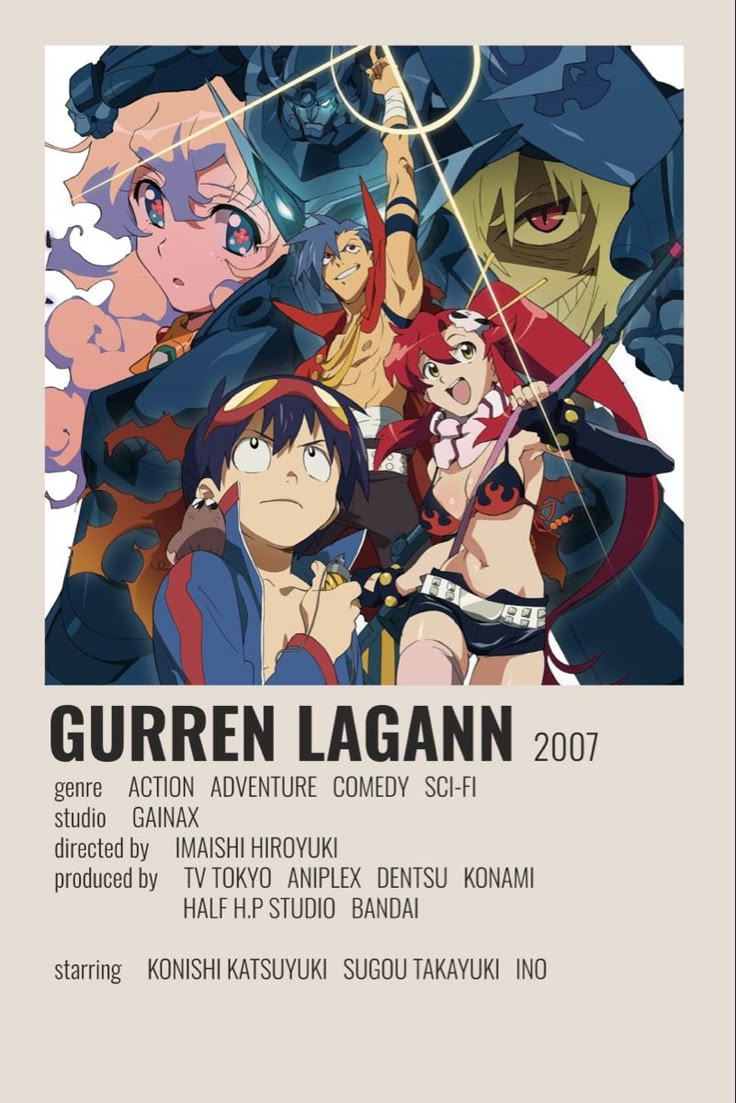 GURREN LAGANN 2007
genre ACTION ADVENTURE COMEDY SCI-FI
studio GAINAX
directed by IMAISHI HIROYUKI
produced by TV TOKYO ANIPLEX DENTSU KONAMI
HALF H.P STUDIO BANDAI
starring KONISHI KATSUYUKI SUGOU TAKAYUKI INO